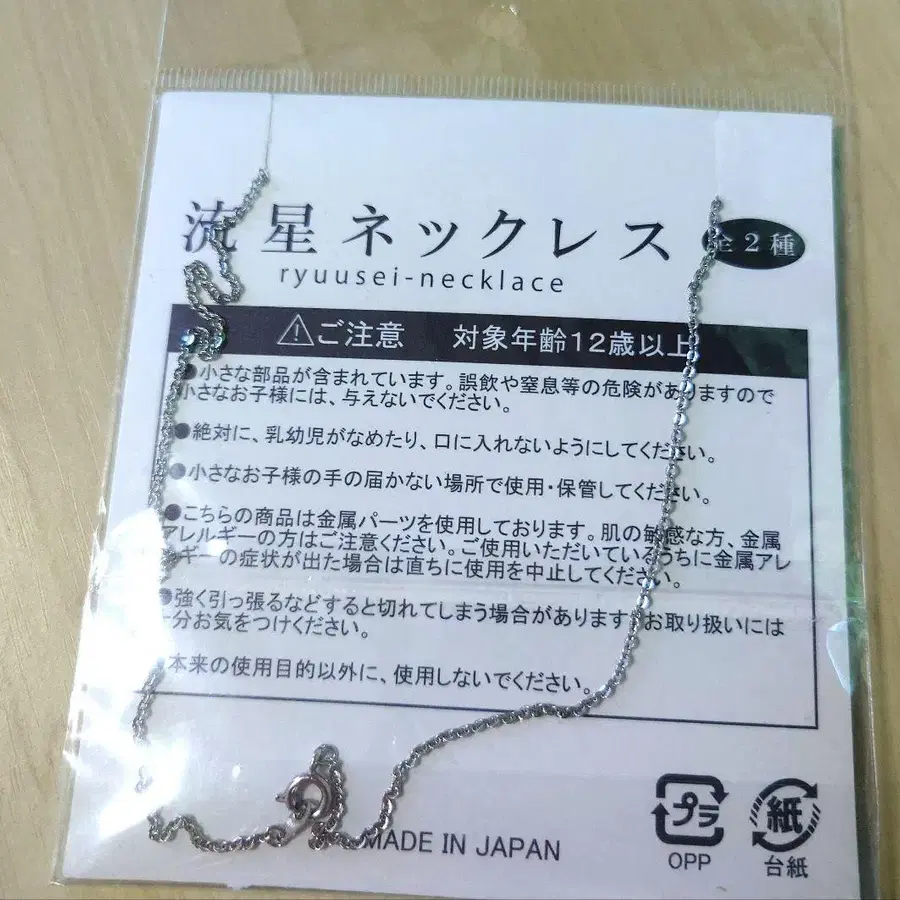 流星ネックレス 全2種
ryuusei-necklace
⚠ご注意 対象年齢12歳以上
●小さな部品が含まれています。誤飲や窒息等の危険がありますので
小さなお子様には、与えないでください。
●絶対に、乳幼児がなめたり、口に入れないようにしてください。
●小さなお子様の手の届かない場所で使用・保管してください。
●こちらの商品は金属パーツを使用しております。肌の敏感な方、金属
アレルギーの方はご注意ください。ご使用いただいているうちに金属アレ
ルギーの症状が出た場合は直ちに使用を中止してください。
●強く引っ張るなどすると切れてしまう場合があります。お取り扱いには
十分お気をつけください。
●本来の使用目的以外に、使用しないでください。
MADE IN JAPAN
プラ
OPP
紙
台紙